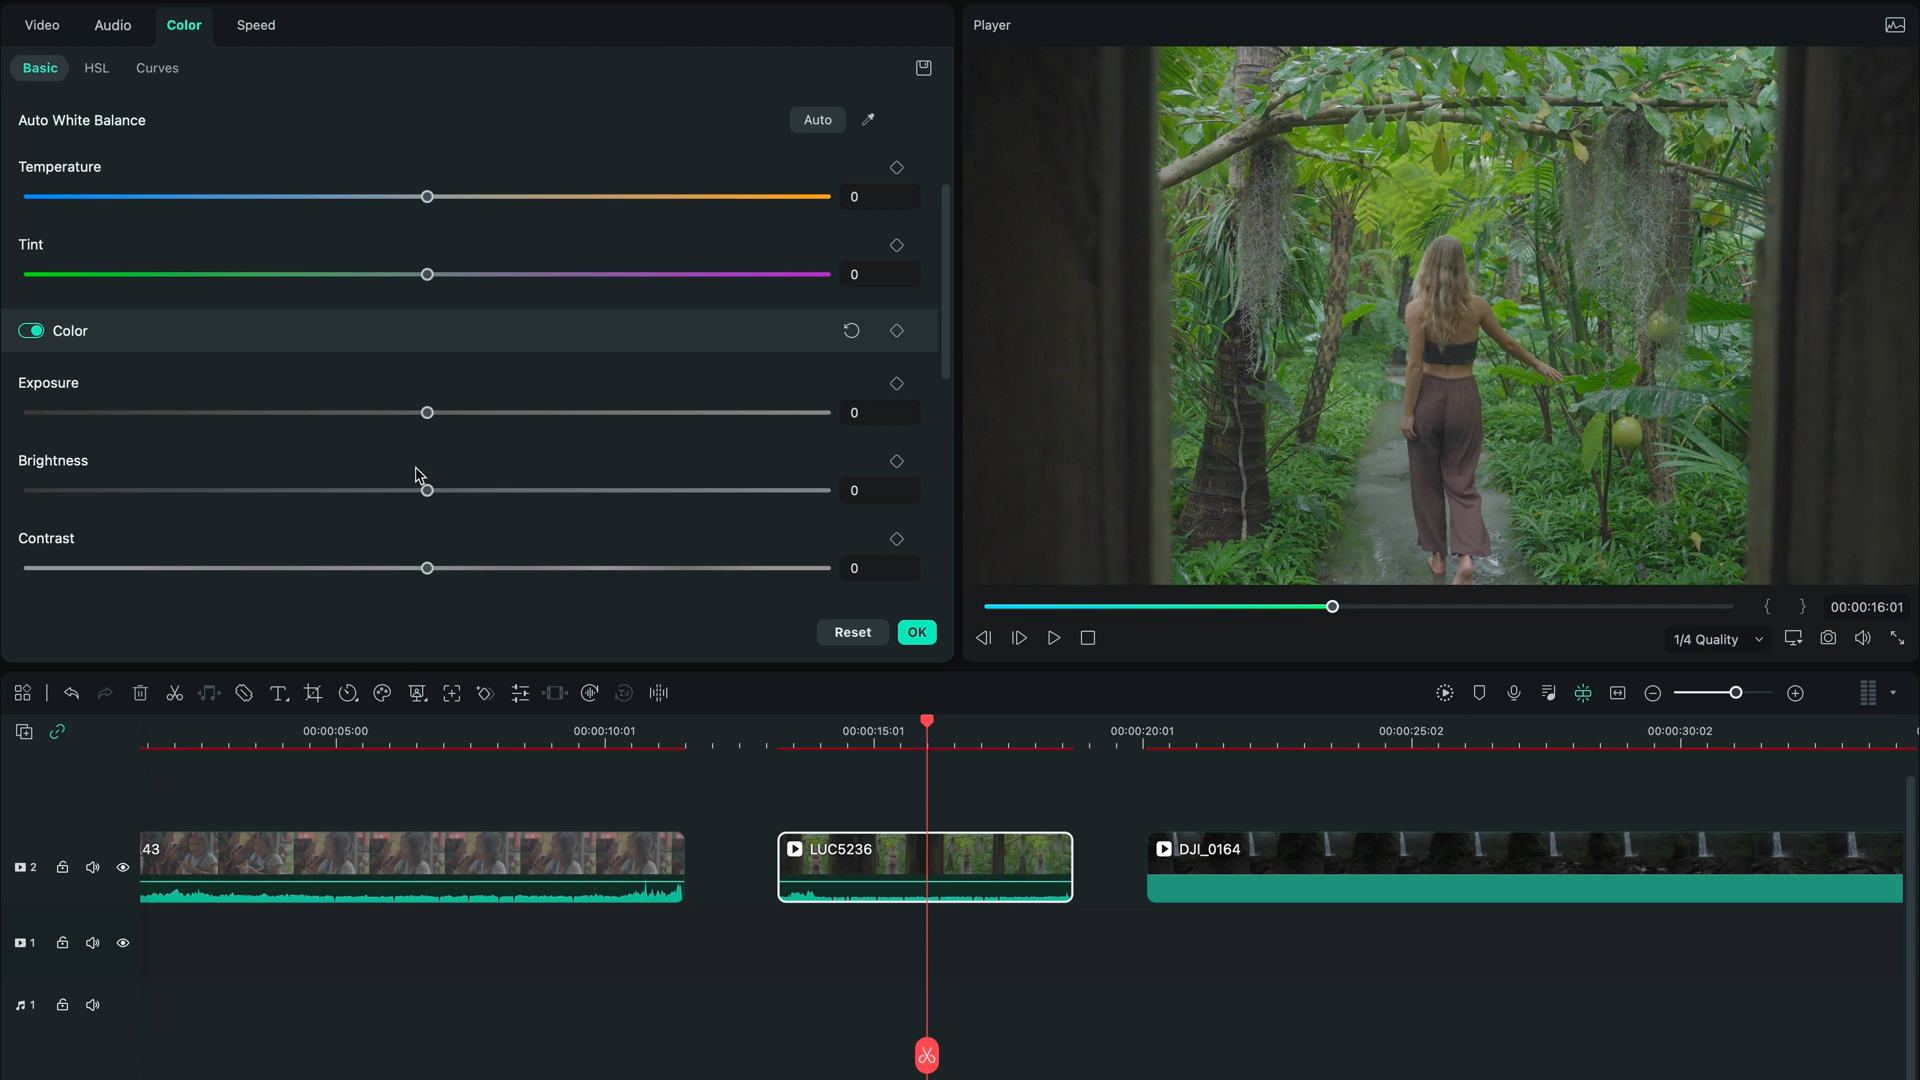 Video Audio Color Speed
Player
Basic HSL Curves
Auto White Balance
Auto
Temperature
0
Tint
0
Color
Exposure
0
Brightness
0
Contrast
0
Reset OK
00:00:16:01
1/4 Quality
00:00:05:00 00:00:10:01 00:00:15:01 00:00:20:01 00:00:25:02 00:00:30:02
43 LUC5236 DJI_0164
2
1
1